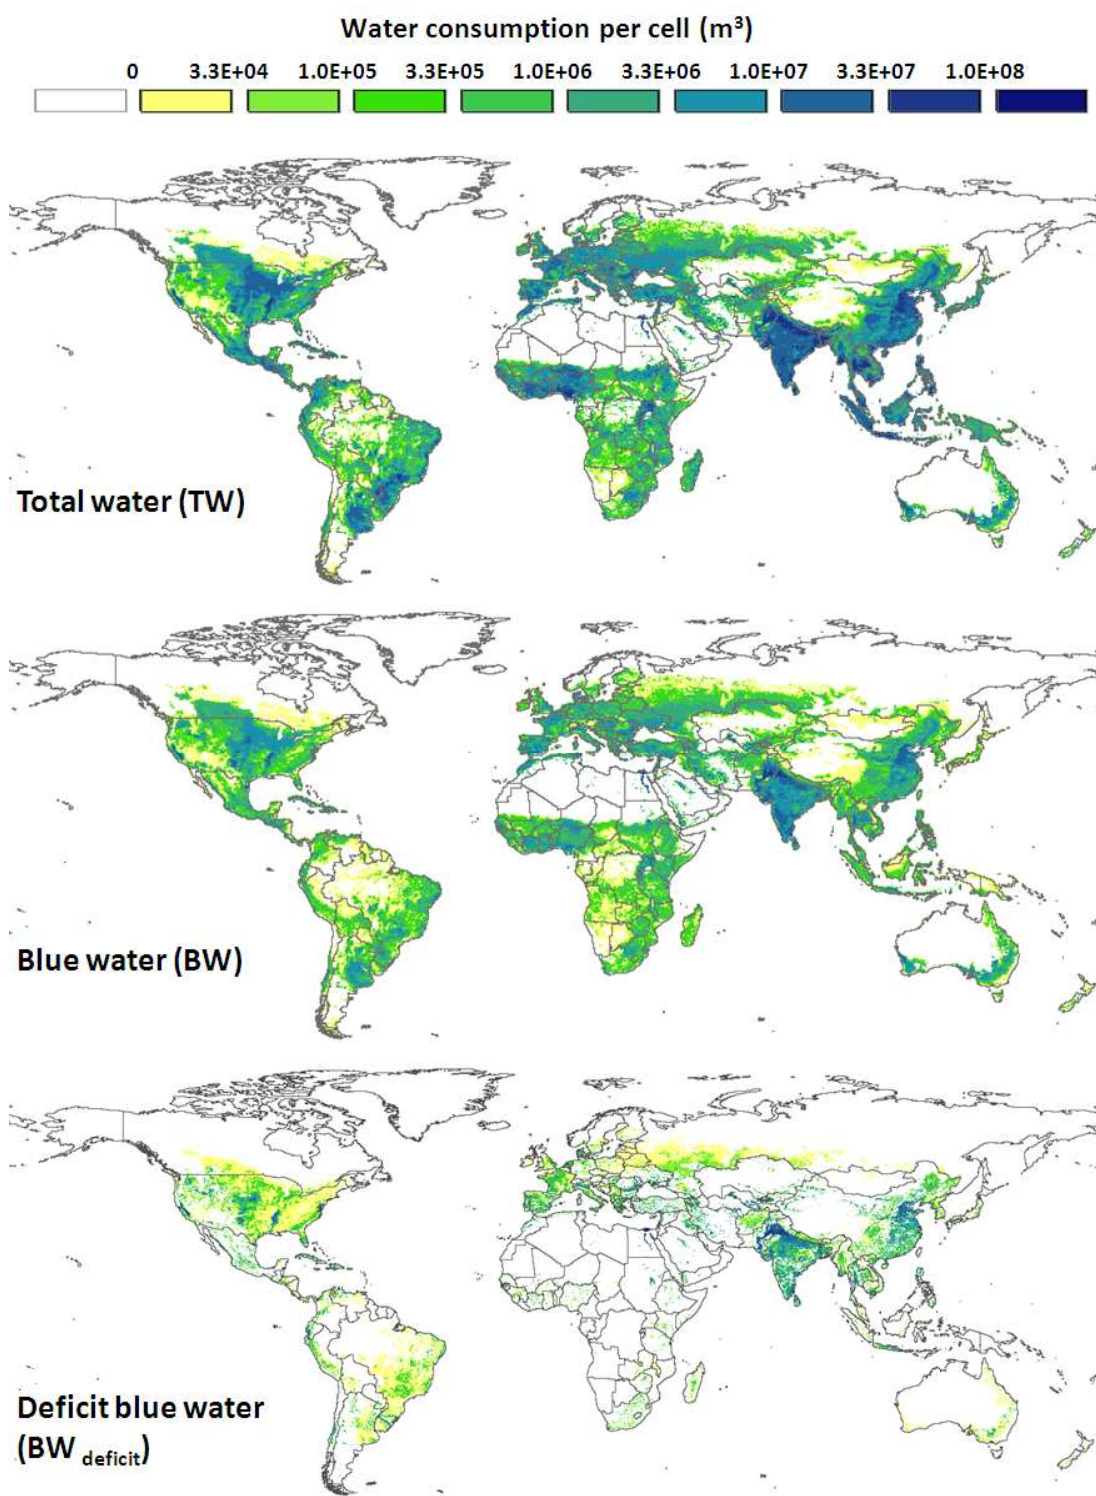 Water consumption per cell (m³)
0 3.3E+04 1.0E+05 3.3E+05 1.0E+06 3.3E+06 1.0E+07 3.3E+07 1.0E+08
Total water (TW)
Blue water (BW)
Deficit blue water
(BW deficit)